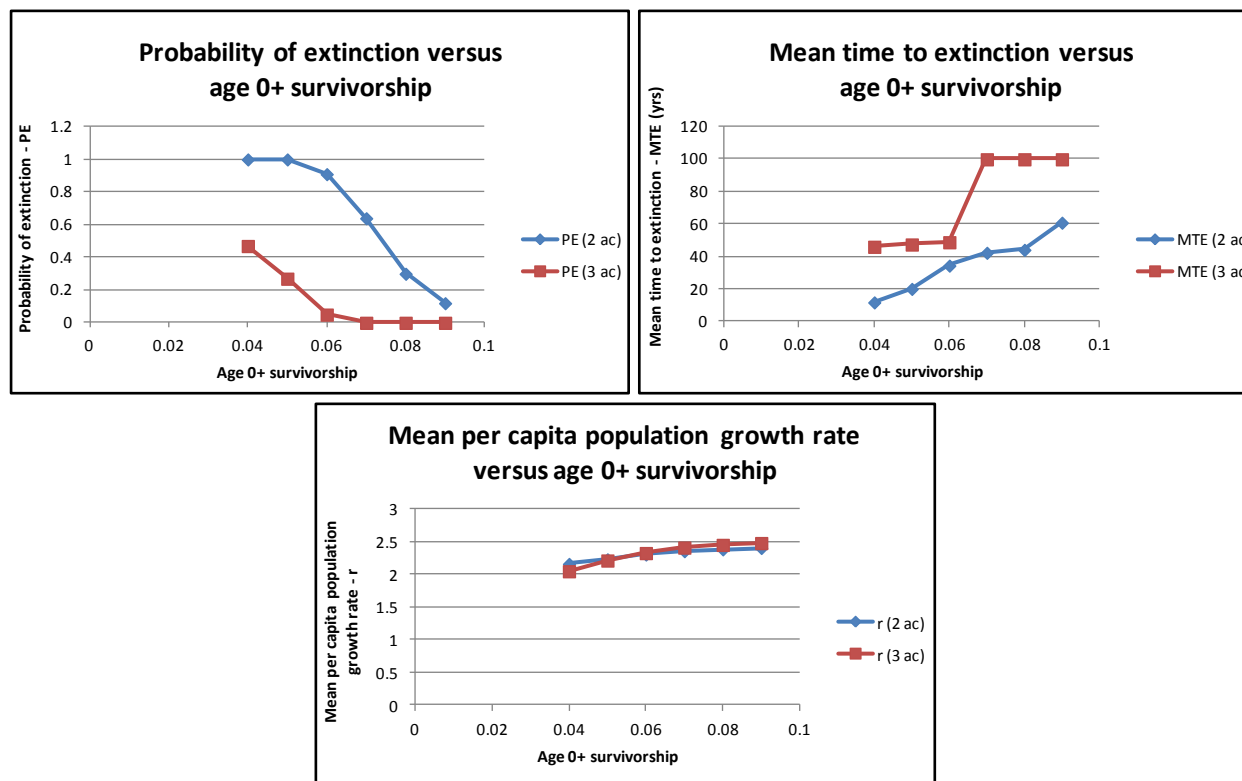 Probability of extinction versus
age 0+ survivorship
Probability of extinction - PE
1.2
1
0.8
0.6
0.4
0.2
0
0 0.02 0.04 0.06 0.08 0.1
Age 0+ survivorship
PE (2 ac)
PE (3 ac)
Mean time to extinction versus
age 0+ survivorship
Mean time to extinction - MTE (yrs)
120
100
80
60
40
20
0
0 0.02 0.04 0.06 0.08 0.1
Age 0+ survivorship
MTE (2 ac)
MTE (3 ac)
Mean per capita population growth rate
versus age 0+ survivorship
Mean per capita population
growth rate - r
3
2.5
2
1.5
1
0.5
0
0 0.02 0.04 0.06 0.08 0.1
Age 0+ survivorship
r (2 ac)
r (3 ac)